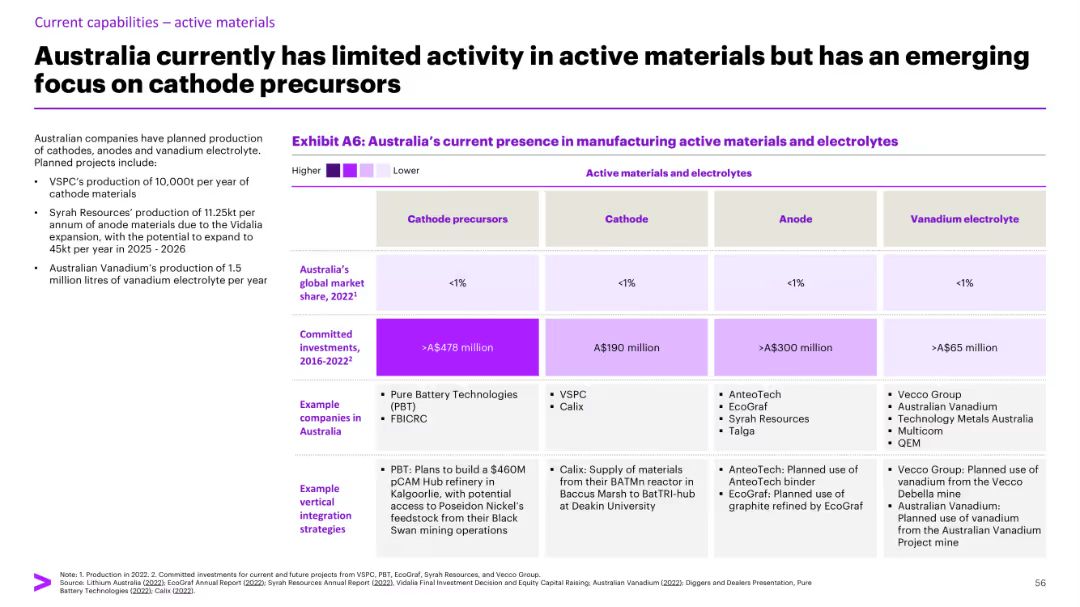 Current capabilities – active materials
Australia currently has limited activity in active materials but has an emerging
focus on cathode precursors
Australian companies have planned production
of cathodes, anodes and vanadium electrolyte.
Planned projects include:
• VSPC's production of 10,000t per year of
cathode materials
• Syrah Resources' production of 11.25kt per
annum of anode materials due to the Vidalia
expansion, with the potential to expand to
45kt per year in 2025 - 2026
• Australian Vanadium's production of 1.5
million litres of vanadium electrolyte per year
Exhibit A6: Australia's current presence in manufacturing active materials and electrolytes
Higher Lower
Active materials and electrolytes
Cathode precursors
Cathode
Anode
Vanadium electrolyte
Australia's
global market
share, 2022¹
<1%
<1%
<1%
<1%
Committed
investments,
2016-2022²
>A$478 million
A$190 million
>A$300 million
>A$65 million
Example
companies in
Australia
▪ Pure Battery Technologies
(PBT)
▪ FBICRC
▪ VSPC
▪ Calix
▪ AnteoTech
▪ EcoGraf
▪ Syrah Resources
▪ Talga
▪ Vecco Group
▪ Australian Vanadium
▪ Technology Metals Australia
▪ Multicom
▪ QEM
Example
vertical
integration
strategies
▪ PBT: Plans to build a $460M
pCAM Hub refinery in
Kalgoorlie, with potential
access to Poseidon Nickel's
feedstock from their Black
Swan mining operations
▪ Calix: Supply of materials
from their BATMn reactor in
Baccus Marsh to BatTRI-hub
at Deakin University
▪ AnteoTech: Planned use of
AnteoTech binder
▪ EcoGraf: Planned use of
graphite refined by EcoGraf
▪ Vecco Group: Planned use of
vanadium from the Vecco
Debella mine
▪ Australian Vanadium:
Planned use of vanadium
from the Australian Vanadium
Project mine
Note: 1. Production in 2022. 2. Committed investments for current and future projects from VSPC, PBT, EcoGraf, Syrah Resources, and Vecco Group.
Source: Lithium Australia (2022); EcoGraf Annual Report (2022); Syrah Resources Annual Report (2022), Vidalia Final Investment Decision and Equity Capital Raising; Australian Vanadium (2022); Diggers and Dealers Presentation, Pure
Battery Technologies (2022); Calix (2022).
56